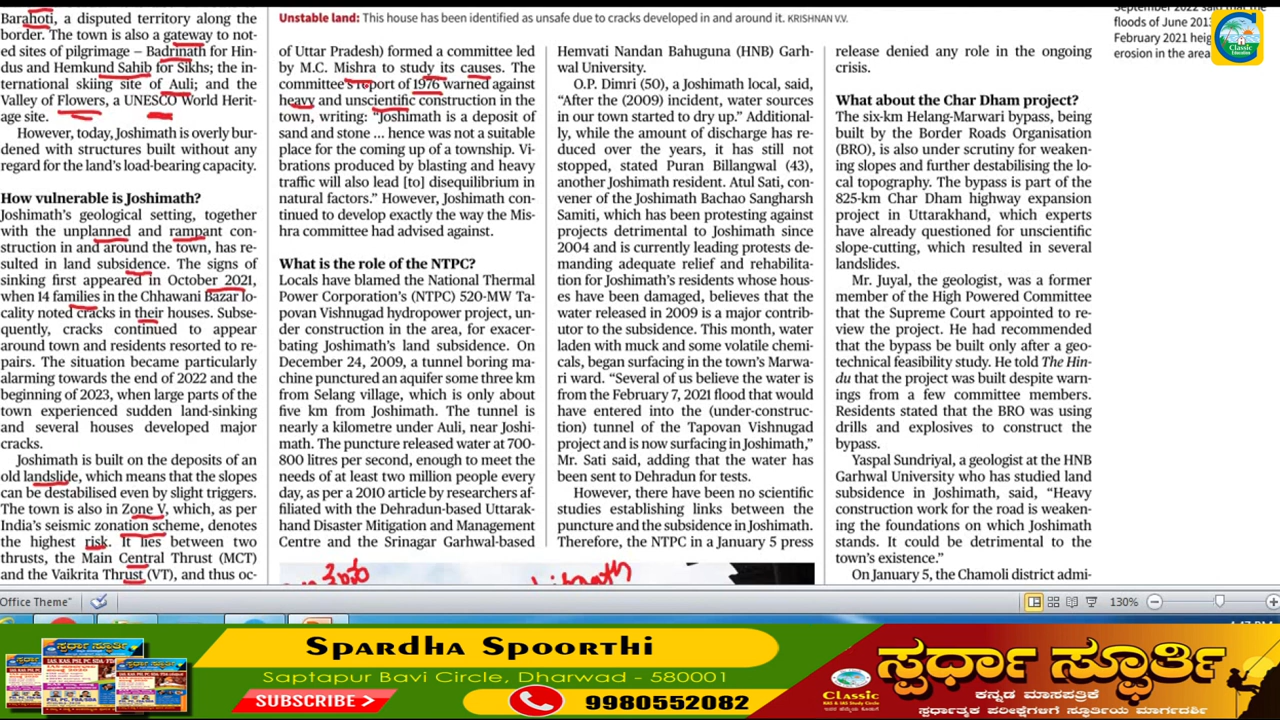 Barahoti, a disputed territory along the
border. The town is also a gateway to not-
ed sites of pilgrimage – Badrinath for Hin-
dus and Hemkund Sahib for Sikhs; the in-
ternational skiing site of Auli; and the
Valley of Flowers, a UNESCO World Herit-
age site.
However, today, Joshimath is overly bur-
dened with structures built without any
regard for the land's load-bearing capacity.
How vulnerable is Joshimath?
Joshimath's geological setting, together
with the unplanned and rampant con-
struction in and around the town, has re-
sulted in land subsidence. The signs of
sinking first appeared in October 2021,
when 14 families in the Chhawani Bazar lo-
cality noted cracks in their houses. Subse-
quently, cracks continued to appear
around town and residents resorted to re-
pairs. The situation became particularly
alarming towards the end of 2022 and the
beginning of 2023, when large parts of the
town experienced sudden land-sinking
and several houses developed major
cracks.
Joshimath is built on the deposits of an
old landslide, which means that the slopes
can be destabilised even by slight triggers.
The town is also in Zone V, which, as per
India's seismic zonation scheme, denotes
the highest risk. It lies between two
thrusts, the Main Central Thrust (MCT)
and the Vaikrita Thrust (VT), and thus oc-
Unstable land: This house has been identified as unsafe due to cracks developed in and around it. KRISHNAN V.V.
of Uttar Pradesh) formed a committee led
by M.C. Mishra to study its causes. The
committee's report of 1976 warned against
heavy and unscientific construction in the
town, writing: "Joshimath is a deposit of
sand and stone ... hence was not a suitable
place for the coming up of a township. Vi-
brations produced by blasting and heavy
traffic will also lead [to] disequilibrium in
natural factors." However, Joshimath con-
tinued to develop exactly the way the Mis-
hra committee had advised against.
What is the role of the NTPC?
Locals have blamed the National Thermal
Power Corporation's (NTPC) 520-MW Ta-
povan Vishnugad hydropower project, un-
der construction in the area, for exacer-
bating Joshimath's land subsidence. On
December 24, 2009, a tunnel boring ma-
chine punctured an aquifer some three km
from Selang village, which is only about
five km from Joshimath. The tunnel is
nearly a kilometre under Auli, near Joshi-
math. The puncture released water at 700-
800 litres per second, enough to meet the
needs of at least two million people every
day, as per a 2010 article by researchers af-
filiated with the Dehradun-based Uttarak-
hand Disaster Mitigation and Management
Centre and the Srinagar Garhwal-based
Hemvati Nandan Bahuguna (HNB) Garh-
wal University.
O.P. Dimri (50), a Joshimath local, said,
"After the (2009) incident, water sources
in our town started to dry up." Additional-
ly, while the amount of discharge has re-
duced over the years, it has still not
stopped, stated Puran Billangwal (43),
another Joshimath resident. Atul Sati, con-
vener of the Joshimath Bachao Sangharsh
Samiti, which has been protesting against
projects detrimental to Joshimath since
2004 and is currently leading protests de-
manding adequate relief and rehabilita-
tion for Joshimath's residents whose hous-
es have been damaged, believes that the
water released in 2009 is a major contrib-
utor to the subsidence. This month, water
laden with muck and some volatile chemi-
cals, began surfacing in the town's Marwa-
ri ward. "Several of us believe the water is
from the February 7, 2021 flood that would
have entered into the (under-construc-
tion) tunnel of the Tapovan Vishnugad
project and is now surfacing in Joshimath,"
Mr. Sati said, adding that the water has
been sent to Dehradun for tests.
However, there have been no scientific
studies establishing links between the
puncture and the subsidence in Joshimath.
Therefore, the NTPC in a January 5 press
release denied any role in the ongoing
crisis.
What about the Char Dham project?
The six-km Helang-Marwari bypass, being
built by the Border Roads Organisation
(BRO), is also under scrutiny for weaken-
ing slopes and further destabilising the lo-
cal topography. The bypass is part of the
825-km Char Dham highway expansion
project in Uttarakhand, which experts
have already questioned for unscientific
slope-cutting, which resulted in several
landslides.
Mr. Juyal, the geologist, was a former
member of the High Powered Committee
that the Supreme Court appointed to re-
view the project. He had recommended
that the bypass be built only after a geo-
technical feasibility study. He told The Hin-
du that the project was built despite warn-
ings from a few committee members.
Residents stated that the BRO was using
drills and explosives to construct the
bypass.
Yaspal Sundriyal, a geologist at the HNB
Garhwal University who has studied land
subsidence in Joshimath, said, "Heavy
construction work for the road is weaken-
ing the foundations on which Joshimath
stands. It could be detrimental to the
town's existence."
On January 5, the Chamoli district admi-
September 2022 said that the
floods of June 2013
February 2021 heig
erosion in the area
Classic
Education
Office Theme"
130%
Spardha Spoorthi
Saptapur Bavi Circle, Dharwad - 580001
SUBSCRIBE
9980552082
ಸ್ಪರ್ಧಾ ಸ್ಫೂರ್ತಿ
ಕನ್ನಡ ಮಾಸಪತ್ರಿಕೆ
ಸ್ಪರ್ಧಾತ್ಮಕ ಪರೀಕ್ಷೆಗಳಿಗೆ ಸ್ಫೂರ್ತಿಯ ಮಾರ್ಗದರ್ಶಿ
Classic
KAS & IAS Study Circle